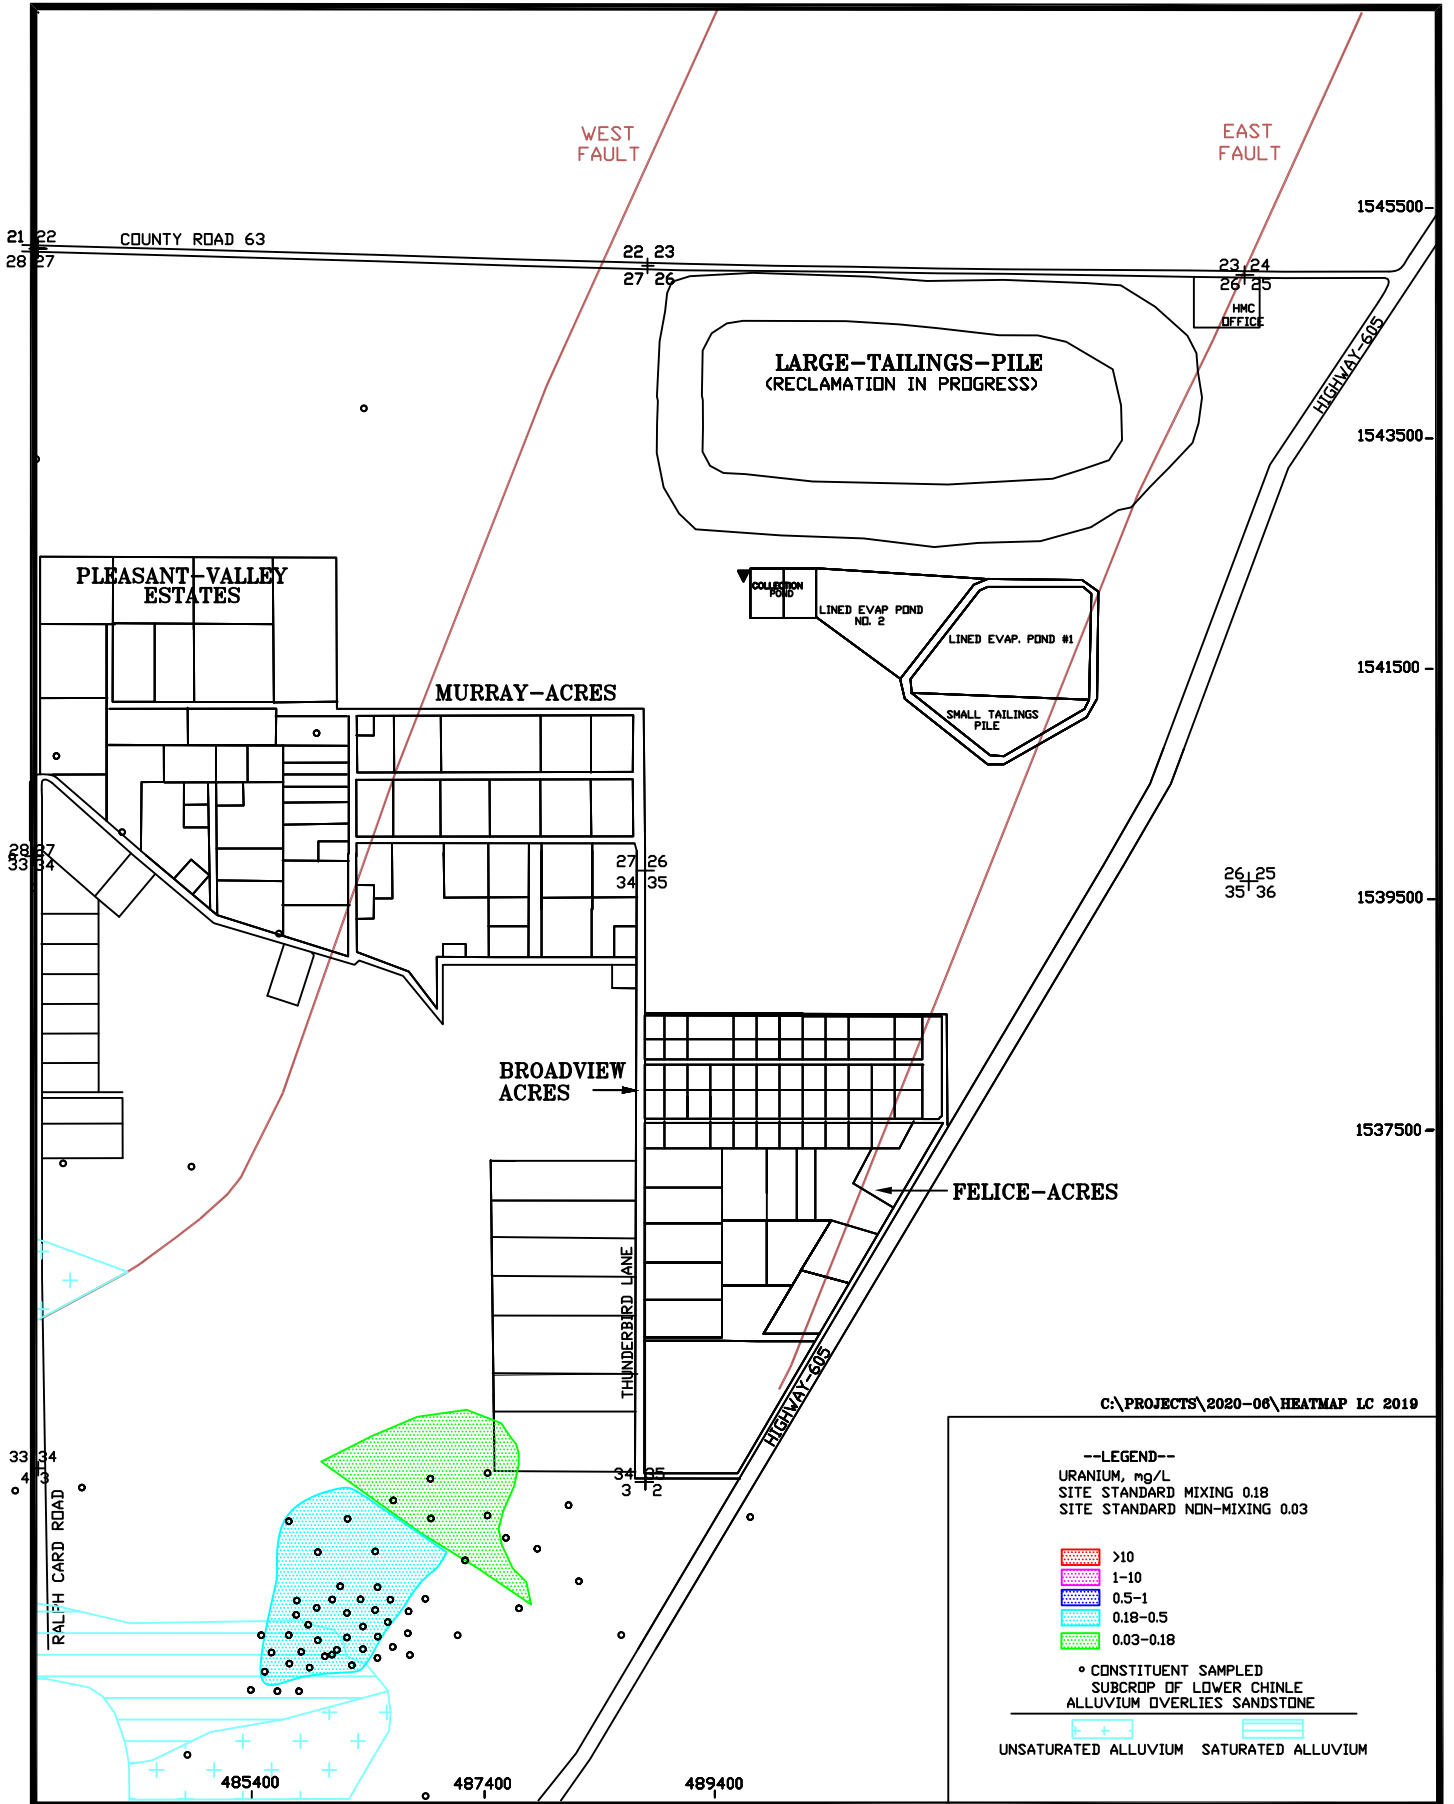 WEST
FAULT
EAST
FAULT
1545500
21 22
28 27
COUNTY ROAD 63
22 23
27 26
23 24
26 25
HMC
OFFICE
HIGHWAY-605
LARGE-TAILINGS-PILE
(RECLAMATION IN PROGRESS)
1543500
PLEASANT-VALLEY
ESTATES
COLLECTION
POND
LINED EVAP POND
NO. 2
LINED EVAP. POND #1
SMALL TAILINGS
PILE
1541500
MURRAY-ACRES
28 27
33 34
27 26
34 35
26 25
35 36
1539500
BROADVIEW
ACRES
1537500
FELICE-ACRES
THUNDERBIRD LANE
HIGHWAY-605
33 34
4 3
34 35
3 2
RALPH CARD ROAD
C:\PROJECTS\2020-06\HEATMAP LC 2019
--LEGEND--
URANIUM, mg/L
SITE STANDARD MIXING 0.18
SITE STANDARD NON-MIXING 0.03
>10
1-10
0.5-1
0.18-0.5
0.03-0.18
CONSTITUENT SAMPLED
SUBCROP OF LOWER CHINLE
ALLUVIUM OVERLIES SANDSTONE
UNSATURATED ALLUVIUM SATURATED ALLUVIUM
485400
487400
489400